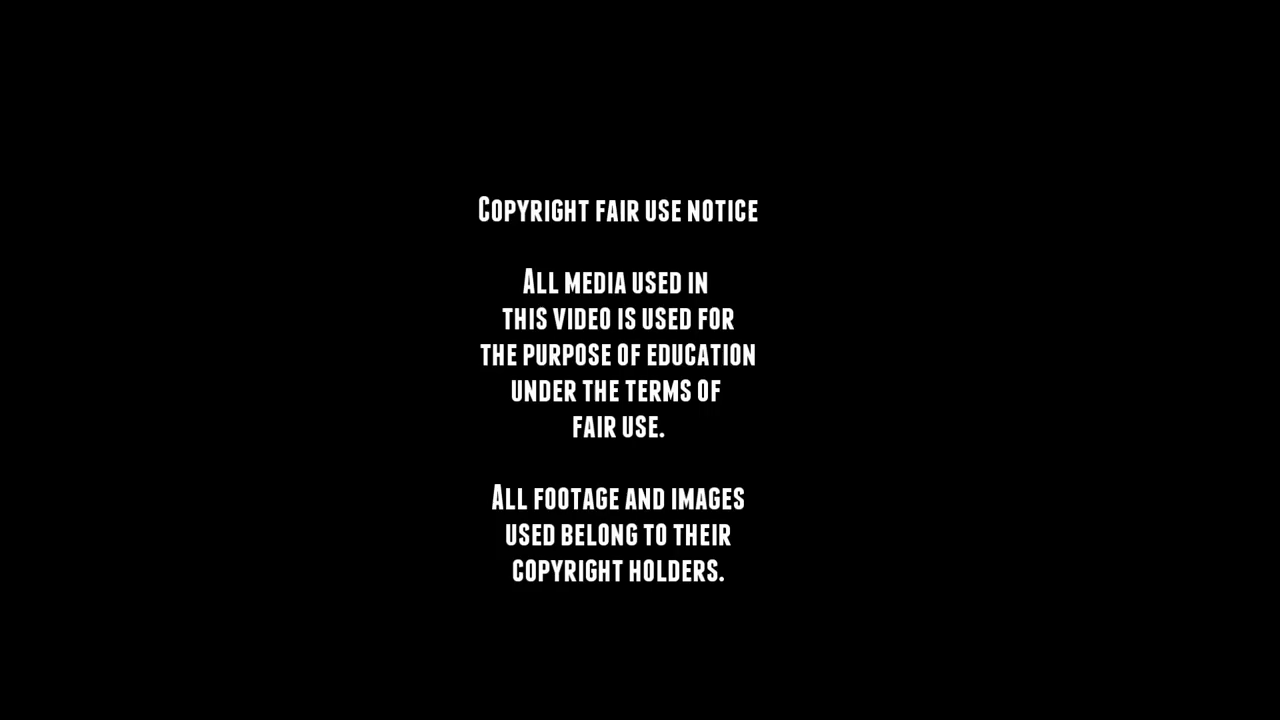 Copyright fair use notice
All media used in
this video is used for
the purpose of education
under the terms of
fair use.
All footage and images
used belong to their
copyright holders.